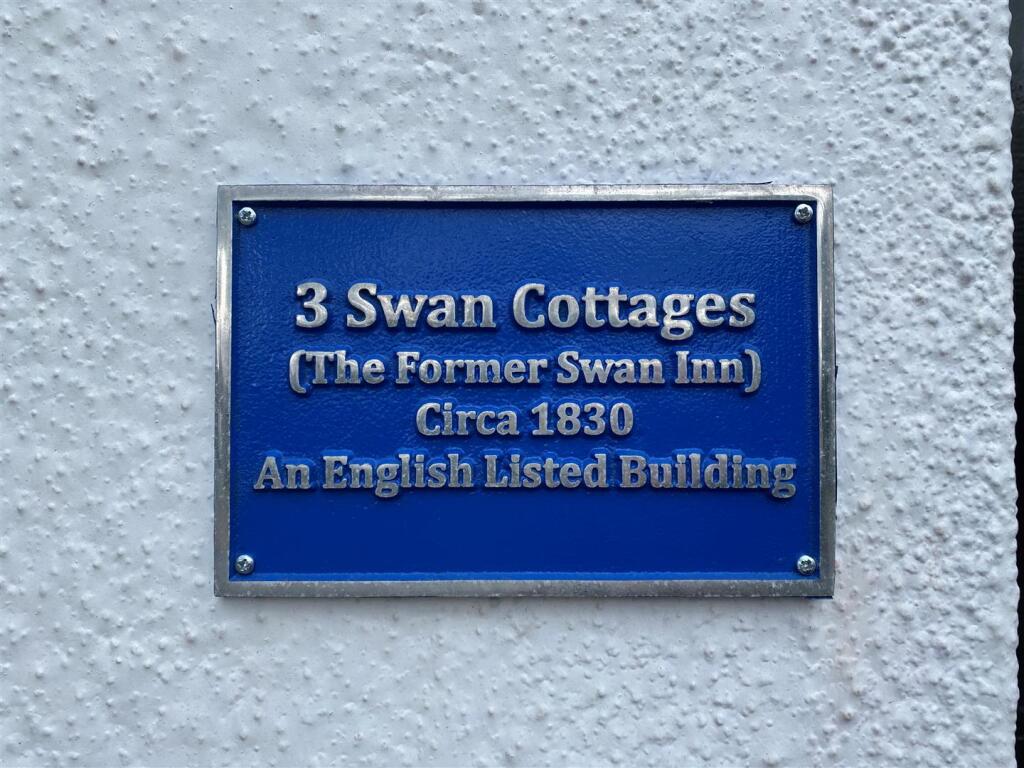 3 Swan Cottages
(The Former Swan Inn)
Circa 1830
An English Listed Building